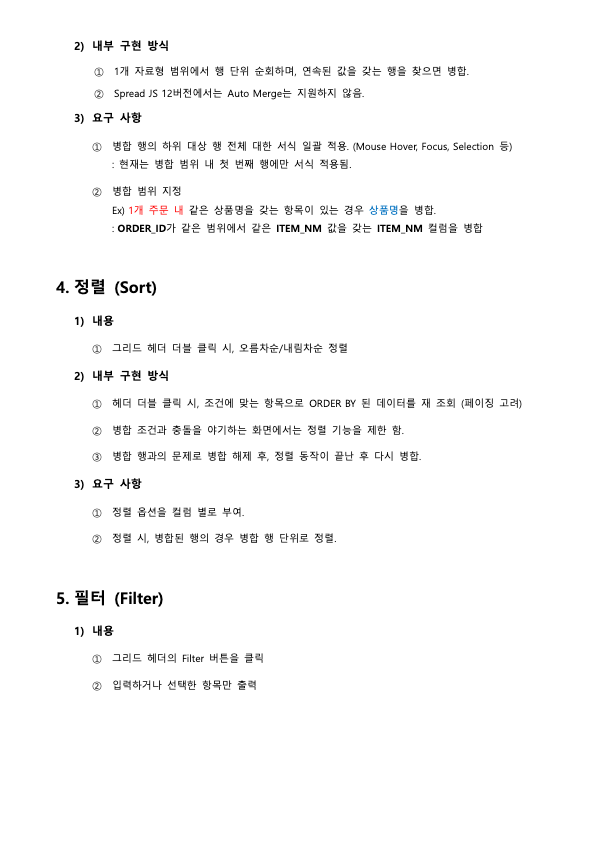 2) 내부 구현 방식
① 1개 자료형 범위에서 행 단위 순회하며, 연속된 값을 갖는 행을 찾으면 병합.
② Spread JS 12버전에서는 Auto Merge는 지원하지 않음.
3) 요구 사항
① 병합 행의 하위 대상 행 전체 대한 서식 일괄 적용. (Mouse Hover, Focus, Selection 등)
: 현재는 병합 범위 내 첫 번째 행에만 서식 적용됨.
② 병합 범위 지정
Ex) 1개 주문 내 같은 상품명을 갖는 항목이 있는 경우 상품명을 병합.
: ORDER_ID가 같은 범위에서 같은 ITEM_NM 값을 갖는 ITEM_NM 컬럼을 병합
4. 정렬 (Sort)
1) 내용
① 그리드 헤더 더블 클릭 시, 오름차순/내림차순 정렬
2) 내부 구현 방식
① 헤더 더블 클릭 시, 조건에 맞는 항목으로 ORDER BY 된 데이터를 재 조회 (페이징 고려)
② 병합 조건과 충돌을 야기하는 화면에서는 정렬 기능을 제한 함.
③ 병합 행과의 문제로 병합 해제 후, 정렬 동작이 끝난 후 다시 병합.
3) 요구 사항
① 정렬 옵션을 컬럼 별로 부여.
② 정렬 시, 병합된 행의 경우 병합 행 단위로 정렬.
5. 필터 (Filter)
1) 내용
① 그리드 헤더의 Filter 버튼을 클릭
② 입력하거나 선택한 항목만 출력